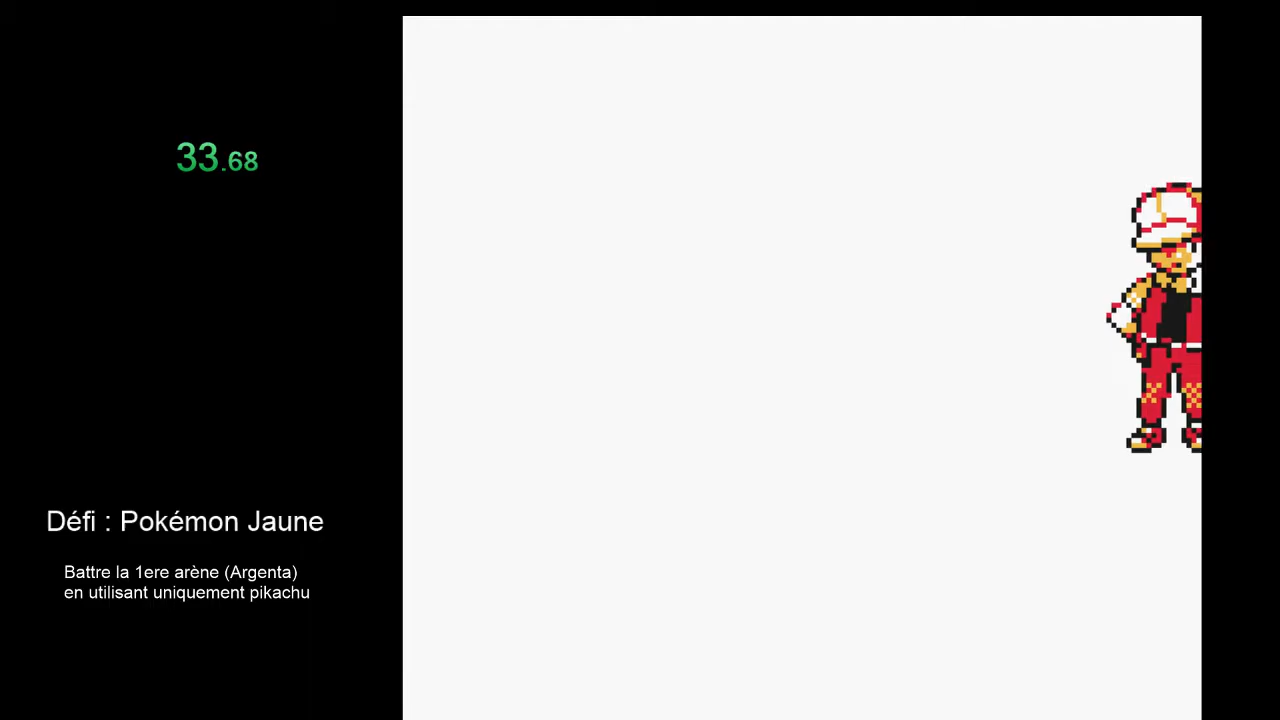 33.68
Défi : Pokémon Jaune
Battre la 1ere arène (Argenta)
en utilisant uniquement pikachu